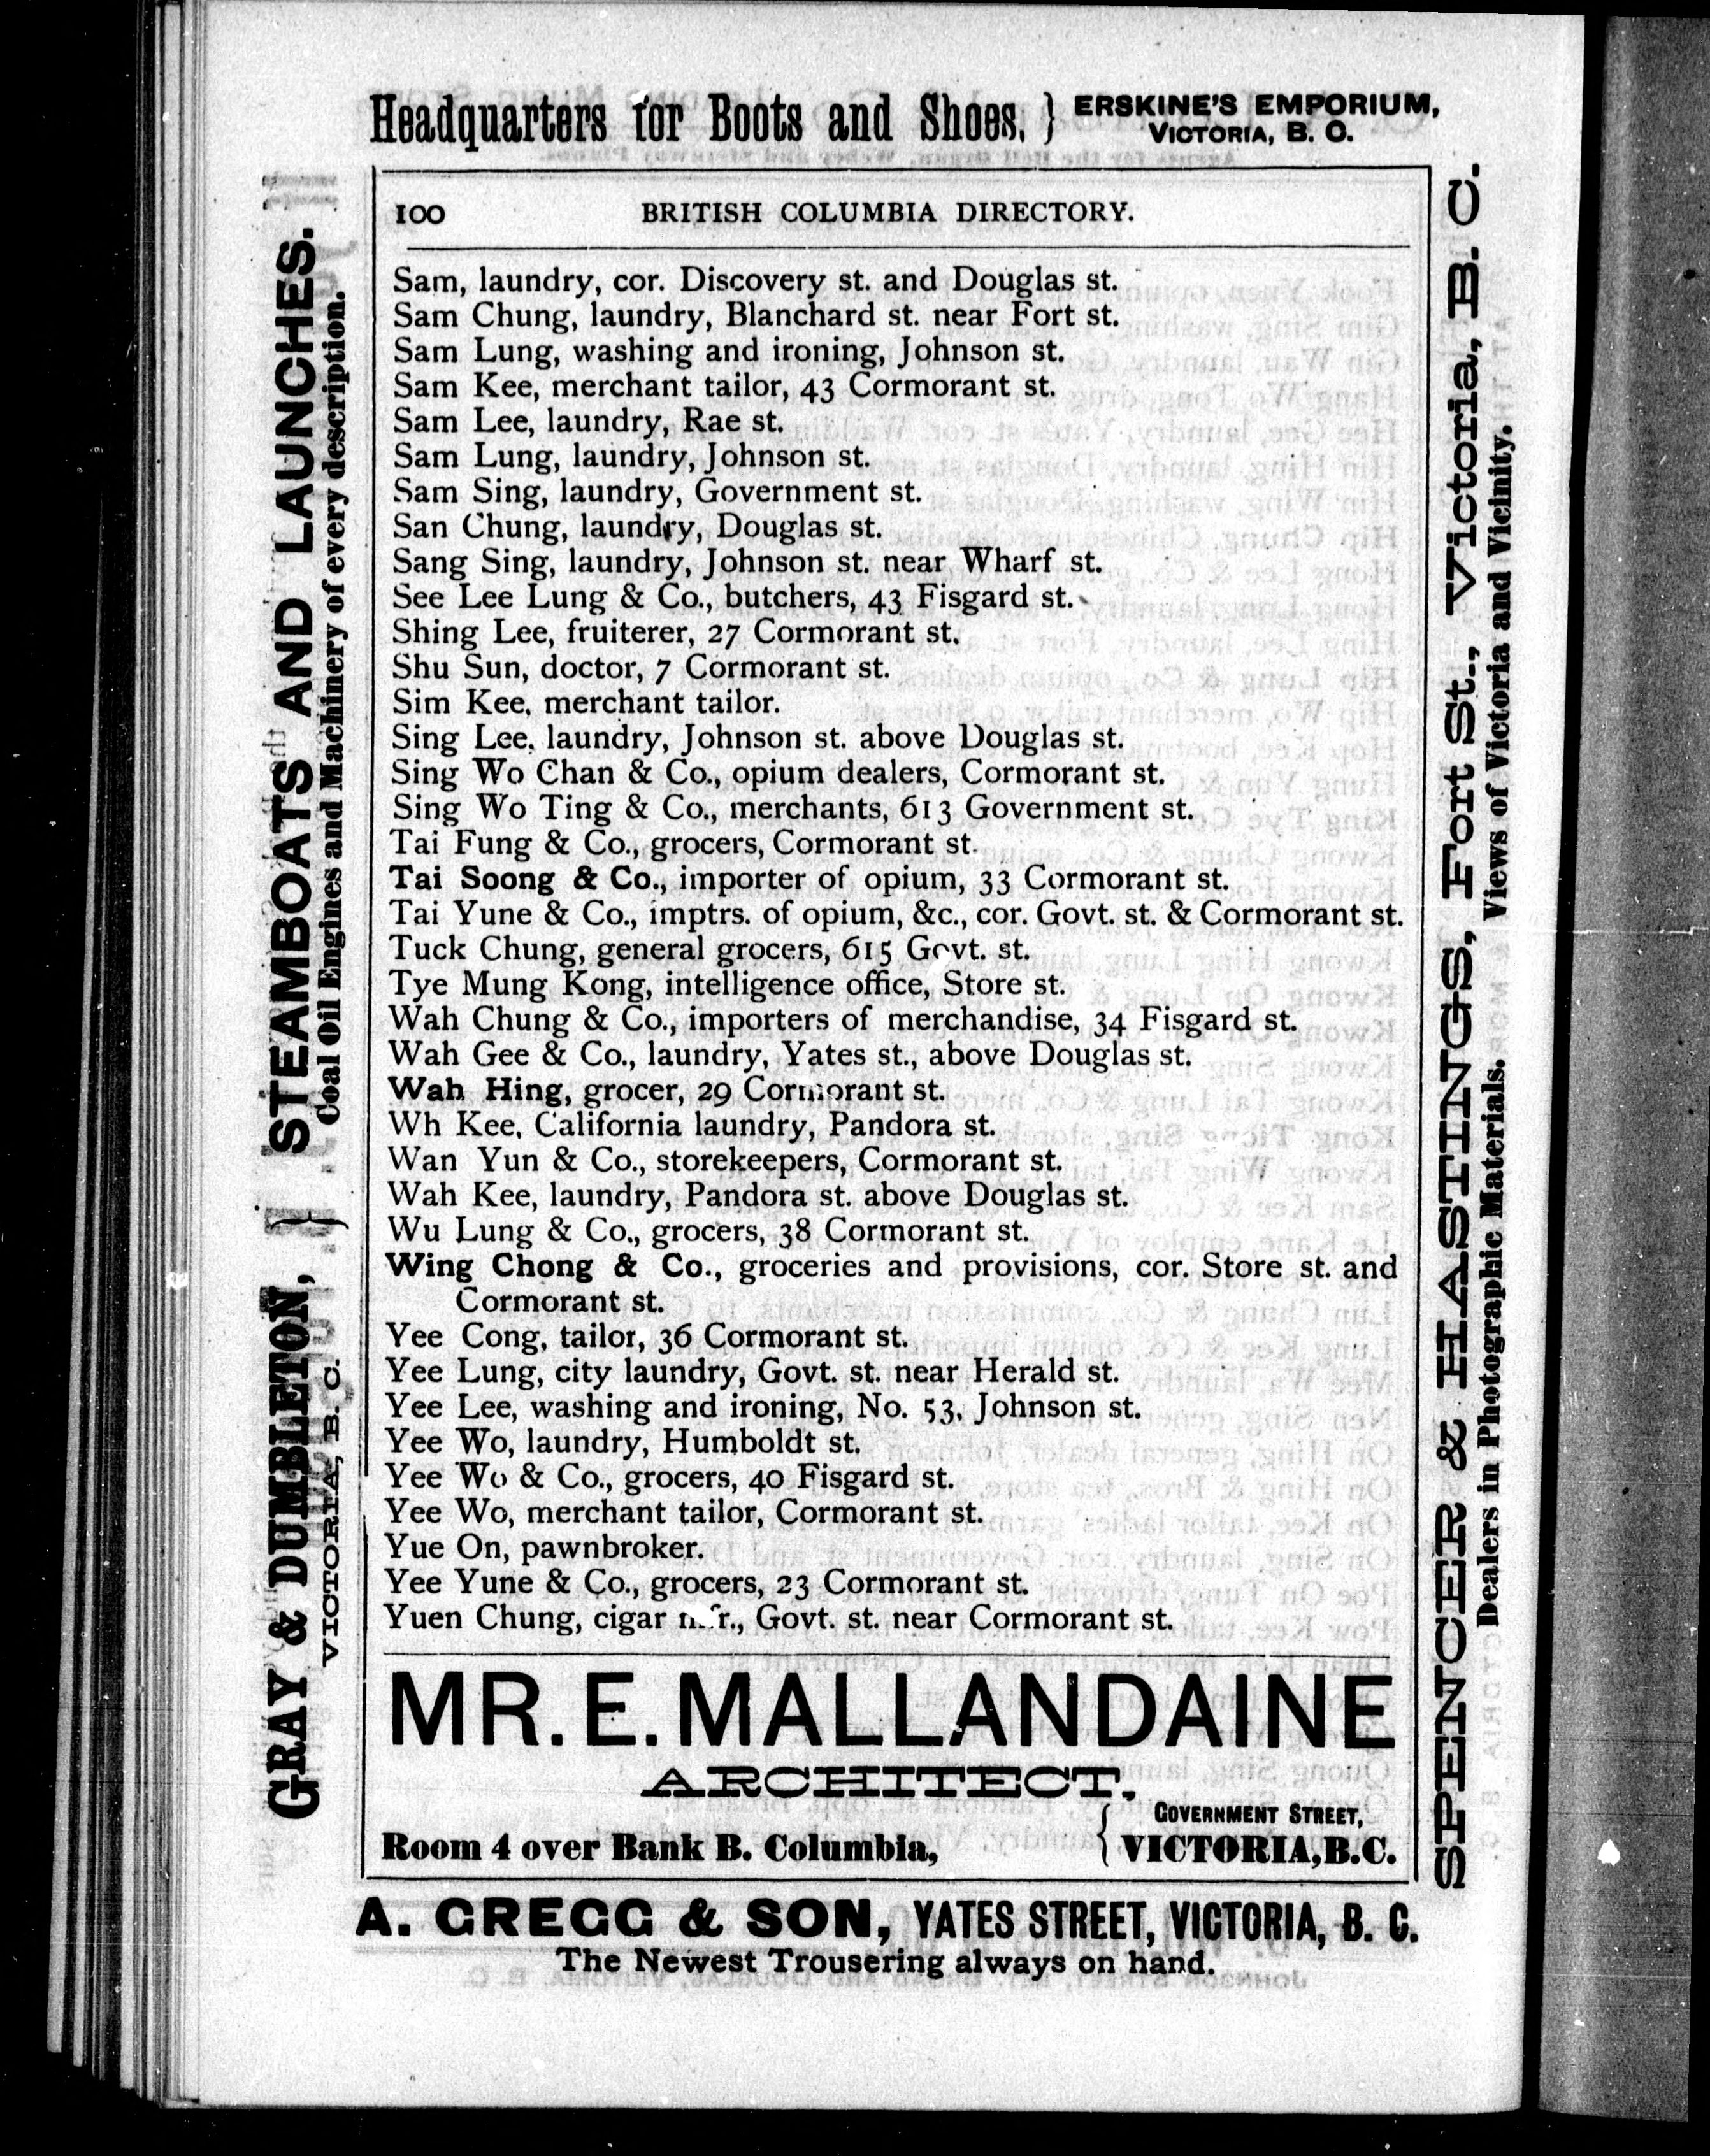 Headquarters for Boots and Shoes, } ERSKINE'S EMPORIUM,
VICTORIA, B. C.
100 BRITISH COLUMBIA DIRECTORY.
Sam, laundry, cor. Discovery st. and Douglas st.
Sam Chung, laundry, Blanchard st. near Fort st.
Sam Lung, washing and ironing, Johnson st.
Sam Kee, merchant tailor, 43 Cormorant st.
Sam Lee, laundry, Rae st.
Sam Lung, laundry, Johnson st.
Sam Sing, laundry, Government st.
San Chung, laundry, Douglas st.
Sang Sing, laundry, Johnson st. near Wharf st.
See Lee Lung & Co., butchers, 43 Fisgard st.
Shing Lee, fruiterer, 27 Cormorant st.
Shu Sun, doctor, 7 Cormorant st.
Sim Kee, merchant tailor.
Sing Lee, laundry, Johnson st. above Douglas st.
Sing Wo Chan & Co., opium dealers, Cormorant st.
Sing Wo Ting & Co., merchants, 613 Government st.
Tai Fung & Co., grocers, Cormorant st.
Tai Soong & Co., importer of opium, 33 Cormorant st.
Tai Yune & Co., imptrs. of opium, &c., cor. Govt. st. & Cormorant st.
Tuck Chung, general grocers, 615 Govt. st.
Tye Mung Kong, intelligence office, Store st.
Wah Chung & Co., importers of merchandise, 34 Fisgard st.
Wah Gee & Co., laundry, Yates st., above Douglas st.
Wah Hing, grocer, 29 Cormorant st.
Wh Kee, California laundry, Pandora st.
Wan Yun & Co., storekeepers, Cormorant st.
Wah Kee, laundry, Pandora st. above Douglas st.
Wu Lung & Co., grocers, 38 Cormorant st.
Wing Chong & Co., groceries and provisions, cor. Store st. and
Cormorant st.
Yee Cong, tailor, 36 Cormorant st.
Yee Lung, city laundry, Govt. st. near Herald st.
Yee Lee, washing and ironing, No. 53, Johnson st.
Yee Wo, laundry, Humboldt st.
Yee Wo & Co., grocers, 40 Fisgard st.
Yee Wo, merchant tailor, Cormorant st.
Yue On, pawnbroker.
Yee Yune & Co., grocers, 23 Cormorant st.
Yuen Chung, cigar mfr., Govt. st. near Cormorant st.
MR. E. MALLANDAINE
ARCHITECT,
Room 4 over Bank B. Columbia, { GOVERNMENT STREET,
VICTORIA, B.C.
A. GREGG & SON, YATES STREET, VICTORIA, B. C.
The Newest Trousering always on hand.
GRAY & DUMBLETON, } STEAMBOATS AND LAUNCHES.
VICTORIA, B. C. Coal Oil Engines and Machinery of every description.
SPENCER & HASTINGS, Fort St., Victoria, B. C.
Dealers in Photographic Materials. Views of Victoria and Vicinity.